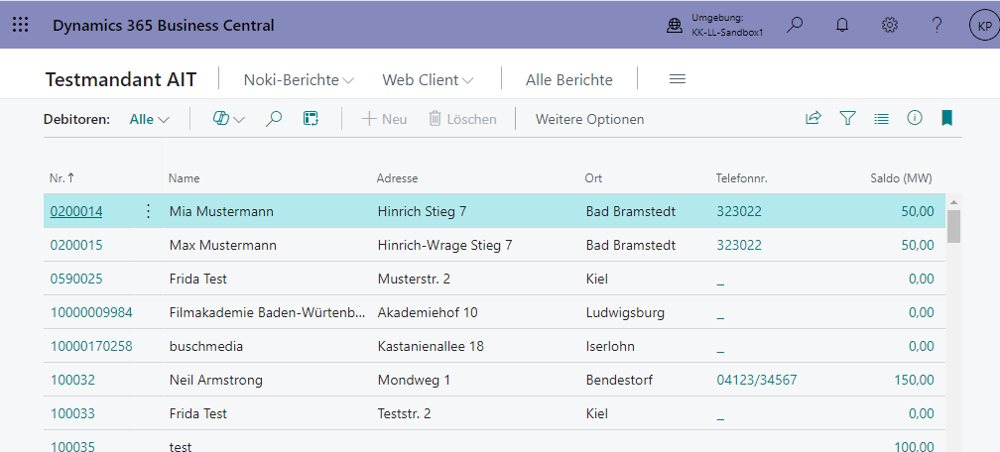 Dynamics 365 Business Central
Umgebung:
KK-LL-Sandbox1
?
KP
Testmandant AIT Noki-Berichte Web Client Alle Berichte
Debitoren: Alle Neu Löschen Weitere Optionen
Nr. ↑ Name Adresse Ort Telefonnr. Saldo (MW)
0200014 Mia Mustermann Hinrich Stieg 7 Bad Bramstedt 323022 50,00
0200015 Max Mustermann Hinrich-Wrage Stieg 7 Bad Bramstedt 323022 50,00
0590025 Frida Test Musterstr. 2 Kiel _ 0,00
10000009984 Filmakademie Baden-Würtenb... Akademiehof 10 Ludwigsburg _ 0,00
10000170258 buschmedia Kastanienallee 18 Iserlohn _ 0,00
100032 Neil Armstrong Mondweg 1 Bendestorf 04123/34567 150,00
100033 Frida Test Teststr. 2 Kiel _ 0,00
100035 test 100,00